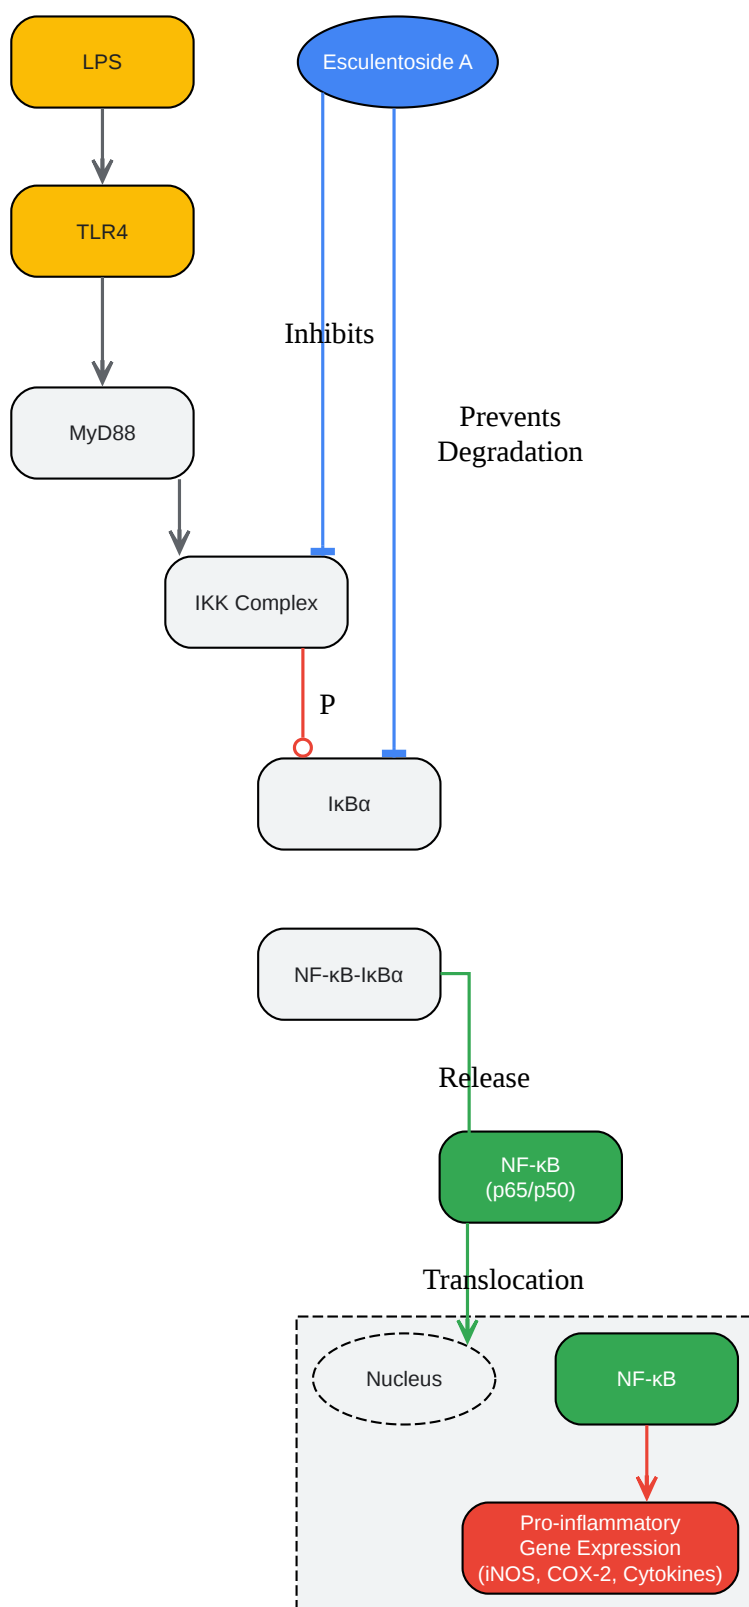 LPS
Esculentoside A
TLR4
Inhibits
Prevents
Degradation
MyD88
IKK Complex
P
IκBα
NF-κB-IκBα
Release
NF-κB
(p65/p50)
Translocation
Nucleus
NF-κB
Pro-inflammatory
Gene Expression
(iNOS, COX-2, Cytokines)